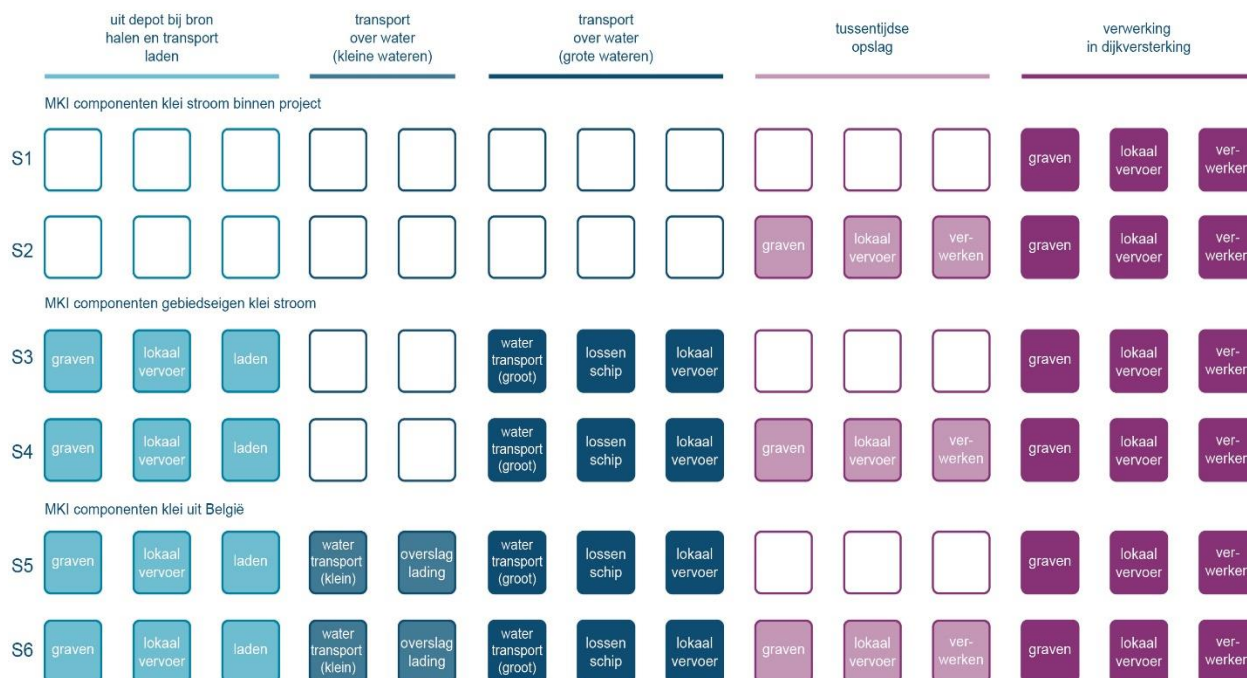 uit depot bij bron
halen en transport
laden
transport
over water
(kleine wateren)
transport
over water
(grote wateren)
tussentijdse
opslag
verwerking
in dijkversterking
MKI componenten klei stroom binnen project
S1
graven
lokaal
vervoer
ver-
werken
S2
graven
lokaal
vervoer
ver-
werken
graven
lokaal
vervoer
ver-
werken
MKI componenten gebiedseigen klei stroom
S3
graven
lokaal
vervoer
laden
water
transport
(groot)
lossen
schip
lokaal
vervoer
graven
lokaal
vervoer
ver-
werken
S4
graven
lokaal
vervoer
laden
water
transport
(groot)
lossen
schip
lokaal
vervoer
graven
lokaal
vervoer
ver-
werken
graven
lokaal
vervoer
ver-
werken
MKI componenten klei uit België
S5
graven
lokaal
vervoer
laden
water
transport
(klein)
overslag
lading
water
transport
(groot)
lossen
schip
lokaal
vervoer
graven
lokaal
vervoer
ver-
werken
S6
graven
lokaal
vervoer
laden
water
transport
(klein)
overslag
lading
water
transport
(groot)
lossen
schip
lokaal
vervoer
graven
lokaal
vervoer
ver-
werken
graven
lokaal
vervoer
ver-
werken